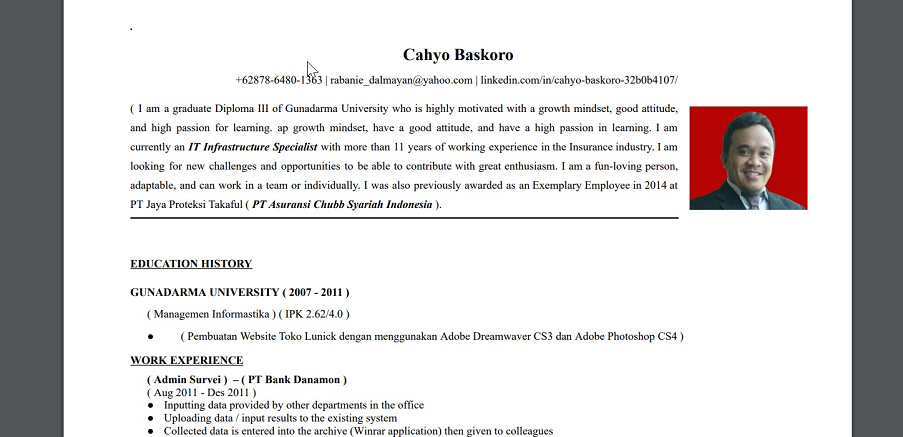 .
Cahyo Baskoro
+62878-6480-1363 | rabanie_dalmayan@yahoo.com | linkedin.com/in/cahyo-baskoro-32b0b4107/
( I am a graduate Diploma III of Gunadarma University who is highly motivated with a growth mindset, good attitude,
and high passion for learning. ap growth mindset, have a good attitude, and have a high passion in learning. I am
currently an IT Infrastructure Specialist with more than 11 years of working experience in the Insurance industry. I am
looking for new challenges and opportunities to be able to contribute with great enthusiasm. I am a fun-loving person,
adaptable, and can work in a team or individually. I was also previously awarded as an Exemplary Employee in 2014 at
PT Jaya Proteksi Takaful ( PT Asuransi Chubb Syariah Indonesia ).
EDUCATION HISTORY
GUNADARMA UNIVERSITY ( 2007 - 2011 )
( Managemen Informastika ) ( IPK 2.62/4.0 )
● ( Pembuatan Website Toko Lunick dengan menggunakan Adobe Dreamwaver CS3 dan Adobe Photoshop CS4 )
WORK EXPERIENCE
( Admin Survei ) – ( PT Bank Danamon )
( Aug 2011 - Des 2011 )
● Inputting data provided by other departments in the office
● Uploading data / input results to the existing system
● Collected data is entered into the archive (Winrar application) then given to colleagues